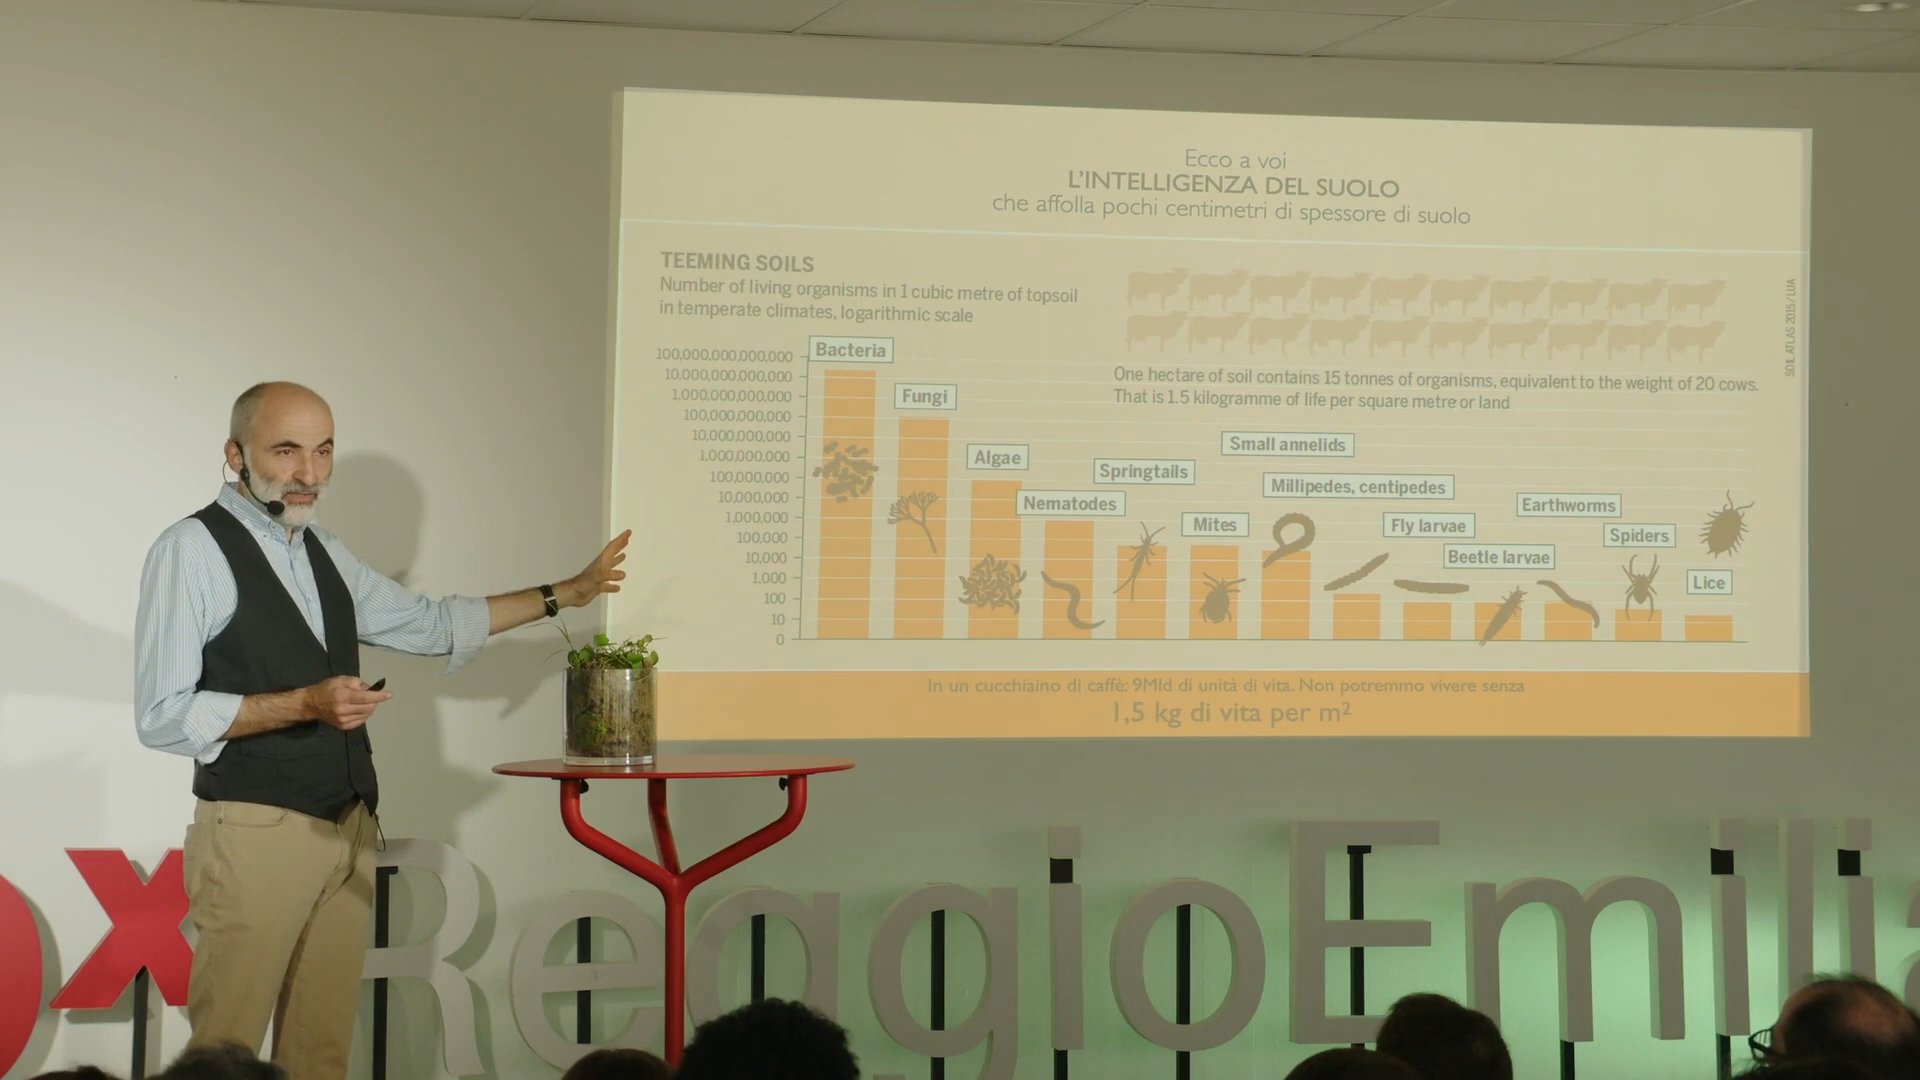 Ecco a voi
L'INTELLIGENZA DEL SUOLO
che affolla pochi centimetri di spessore di suolo
TEEMING SOILS
Number of living organisms in 1 cubic metre of topsoil
in temperate climates, logarithmic scale
SOIL ATLAS 2015/LUA
One hectare of soil contains 15 tonnes of organisms, equivalent to the weight of 20 cows.
That is 1.5 kilogramme of life per square metre or land
100,000,000,000,000
10,000,000,000,000
1,000,000,000,000
100,000,000,000
10,000,000,000
1,000,000,000
100,000,000
10,000,000
1,000,000
100,000
10,000
1,000
100
10
0
Bacteria
Fungi
Algae
Nematodes
Springtails
Mites
Small annelids
Millipedes, centipedes
Fly larvae
Beetle larvae
Earthworms
Spiders
Lice
In un cucchiaino di caffè: 9Mld di unità di vita. Non potremmo vivere senza
1,5 kg di vita per m²
x ReggioEmilia